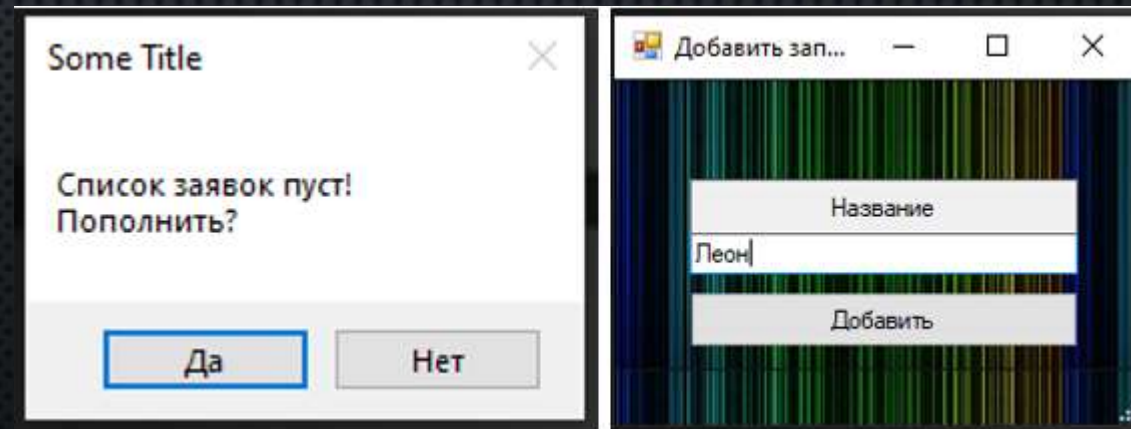 Some Title
Список заявок пуст!
Пополнить?
Да
Нет
Добавить зап...
Название
Леон
Добавить